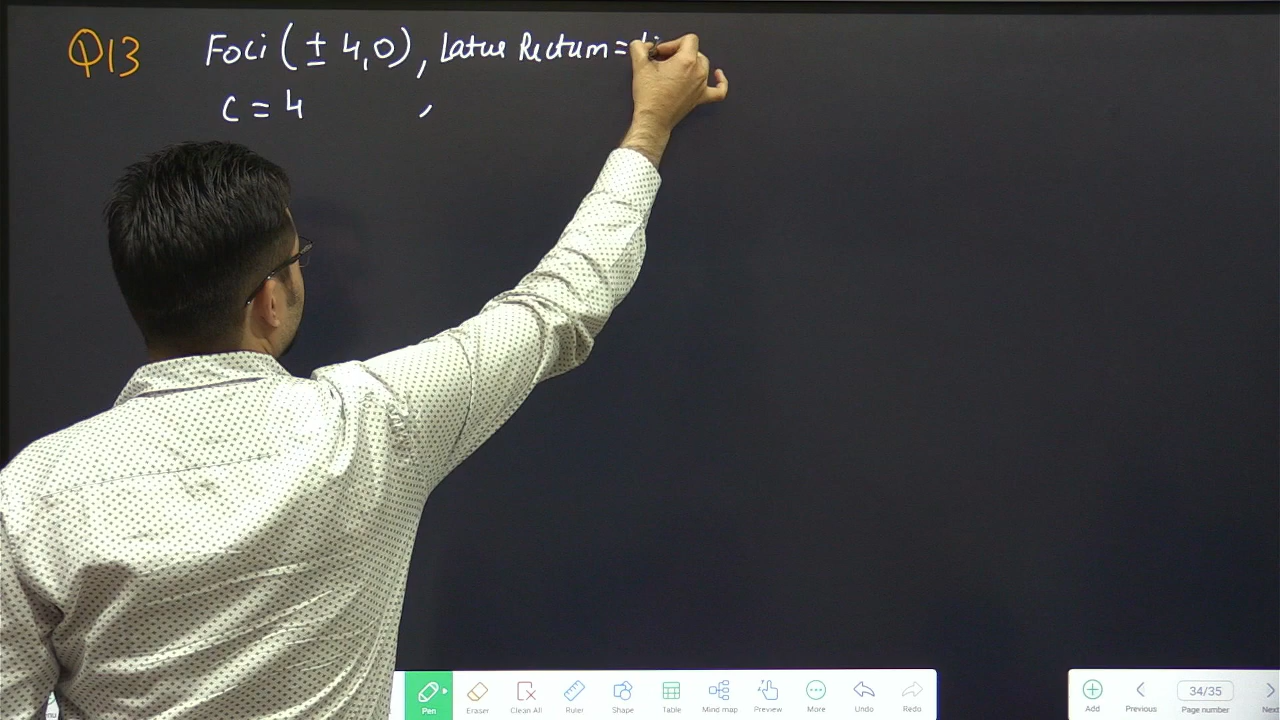 Q13 Foci (± 4,0), Latus Rectum =
c = 4 ,
Pen Eraser Clean All Ruler Shape Table Mind map Preview More Undo Redo Add Previous 34/35 Page number Next